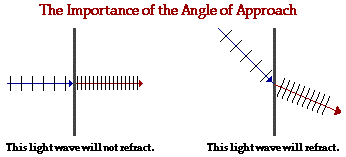 The Importance of the Angle of Approach
This light wave will not refract.
This light wave will refract.